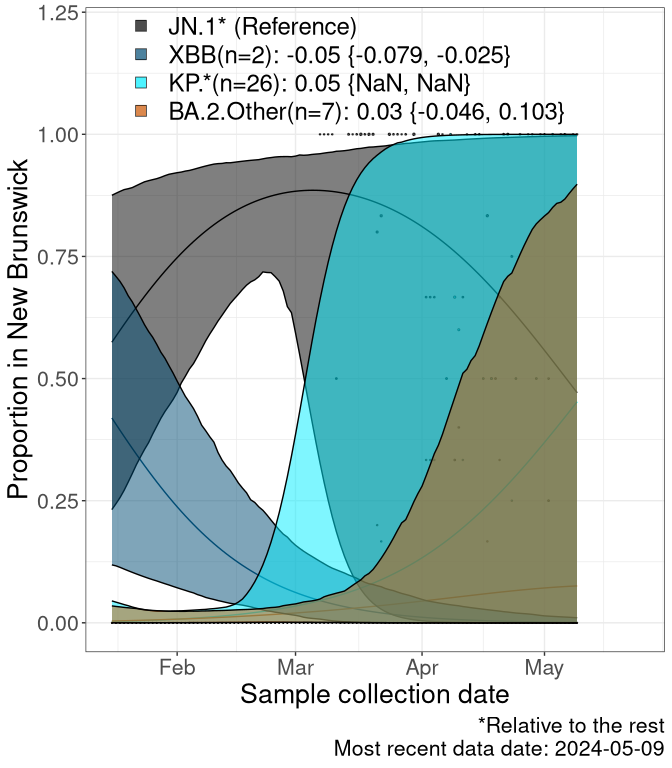 1.25
JN.1* (Reference)
XBB(n=2): -0.05 {-0.079, -0.025}
KP.*(n=26): 0.05 {NaN, NaN}
BA.2.Other(n=7): 0.03 {-0.046, 0.103}
1.00
0.75
0.50
0.25
0.00
Proportion in New Brunswick
Feb Mar Apr May
Sample collection date
*Relative to the rest
Most recent data date: 2024-05-09